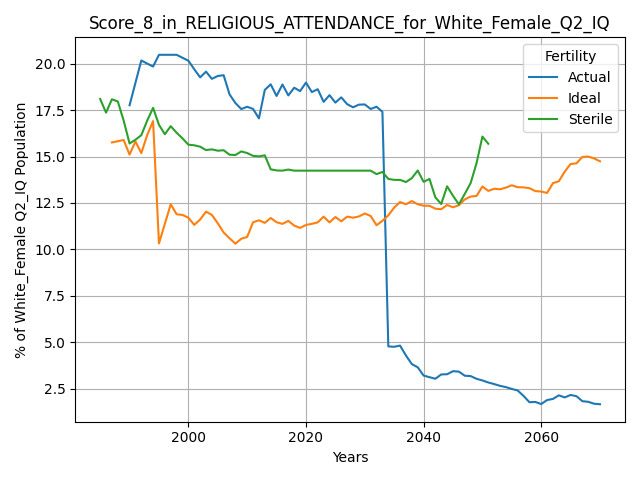 Score_8_in_RELIGIOUS_ATTENDANCE_for_White_Female_Q2_IQ
Fertility
Actual
Ideal
Sterile
% of White_Female Q2_IQ Population
20.0
17.5
15.0
12.5
10.0
7.5
5.0
2.5
2000
2020
2040
2060
Years